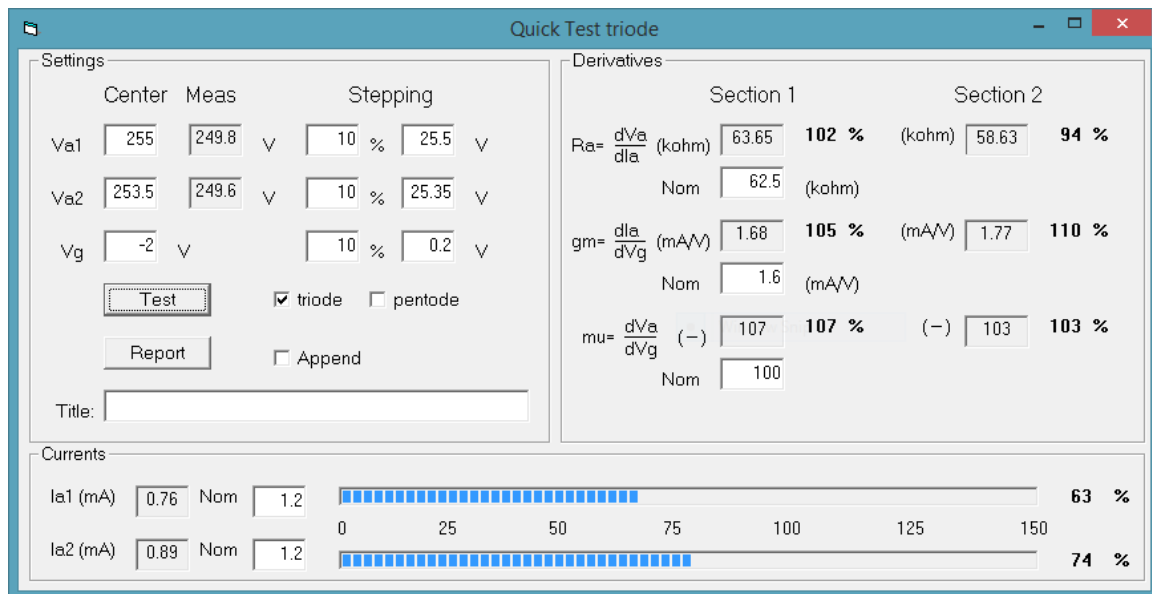 Quick Test triode
Settings
Center Meas Stepping
Va1 255 249.8 V 10 % 25.5 V
Va2 253.5 249.6 V 10 % 25.35 V
Vg -2 V 10 % 0.2 V
Test triode pentode
Report Append
Title:
Derivatives
Section 1 Section 2
Ra= dVa/dIa (kohm) 63.65 102 % (kohm) 58.63 94 %
Nom 62.5 (kohm)
gm= dIa/dVg (mA/V) 1.68 105 % (mA/V) 1.77 110 %
Nom 1.6 (mA/V)
mu= dVa/dVg (-) 107 107 % (-) 103 103 %
Nom 100
Currents
Ia1 (mA) 0.76 Nom 1.2 63 %
0 25 50 75 100 125 150
Ia2 (mA) 0.89 Nom 1.2 74 %